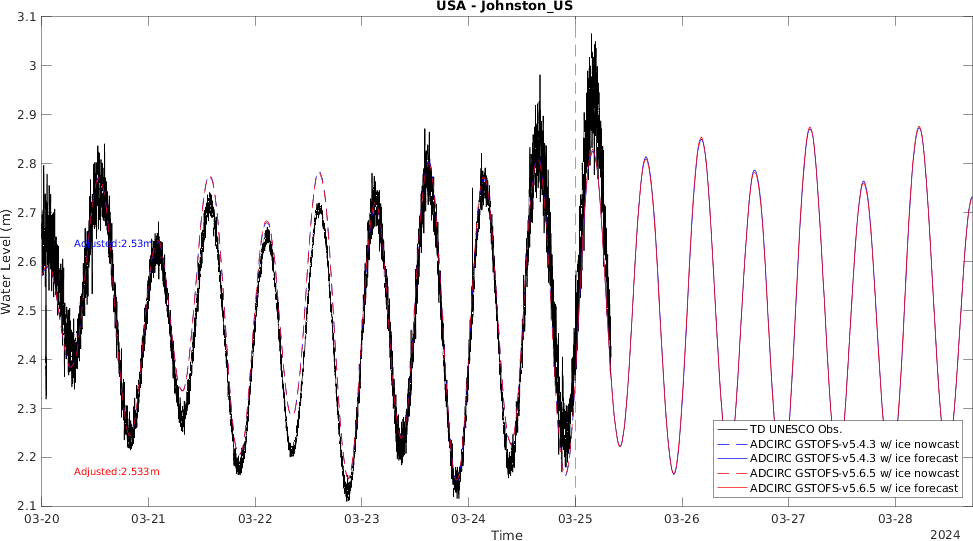 USA - Johnston_US
3.1
3
2.9
2.8
2.7
2.6
2.5
2.4
2.3
2.2
2.1
Water Level (m)
Adjusted:2.53m
Adjusted:2.533m
TD UNESCO Obs.
ADCIRC GSTOFS-v5.4.3 w/ ice nowcast
ADCIRC GSTOFS-v5.4.3 w/ ice forecast
ADCIRC GSTOFS-v5.6.5 w/ ice nowcast
ADCIRC GSTOFS-v5.6.5 w/ ice forecast
03-20 03-21 03-22 03-23 03-24 03-25 03-26 03-27 03-28
Time
2024